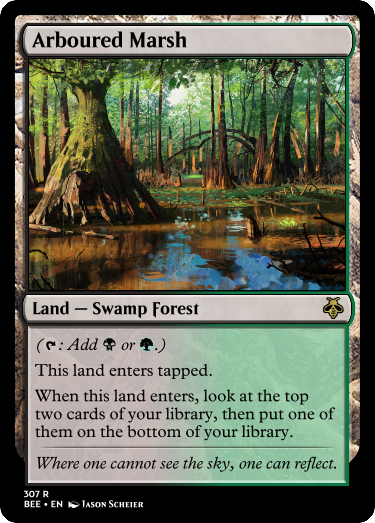 Arboured Marsh
Land — Swamp Forest
(: Add or .)
This land enters tapped.
When this land enters, look at the top
two cards of your library, then put one of
them on the bottom of your library.
Where one cannot see the sky, one can reflect.
307 R
BEE • EN Jason Scheier